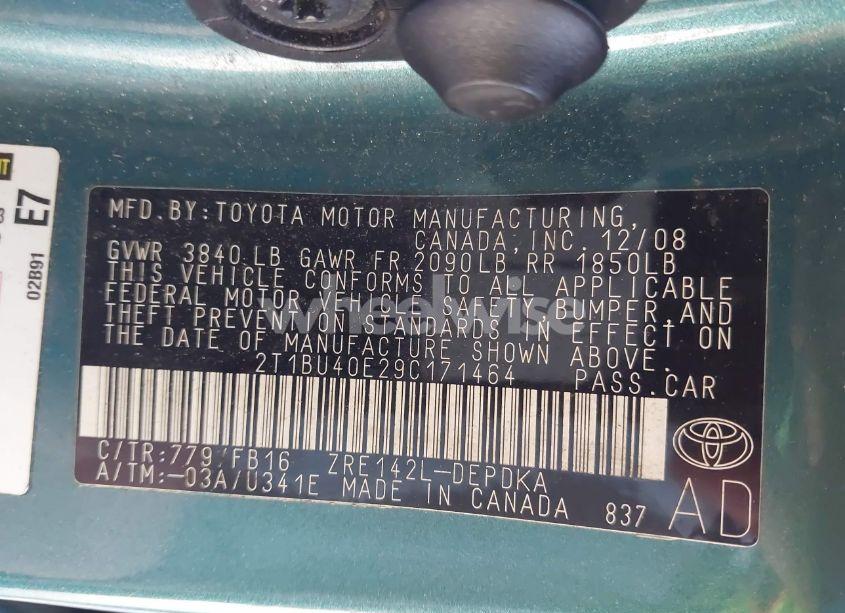 MFD.BY:TOYOTA MOTOR MANUFACTURING,
CANADA, INC. 12/08
GVWR 3840 LB GAWR FR 2090LB RR 1850LB
THIS VEHICLE CONFORMS TO ALL APPLICABLE
FEDERAL MOTOR VEHICLE SAFETY BUMPER,AND
THEFT PREVENTION STANDARDS IN EFFECT ON
THE DATE OF MANUFACTURE SHOWN ABOVE.
2T1BU40E29C171464 PASS.CAR
C/TR:779/FB16 ZRE142L-DEPDKA
A/TM:-03A/U341E MADE IN CANADA 837
AD
wheelwise
E7
02B91